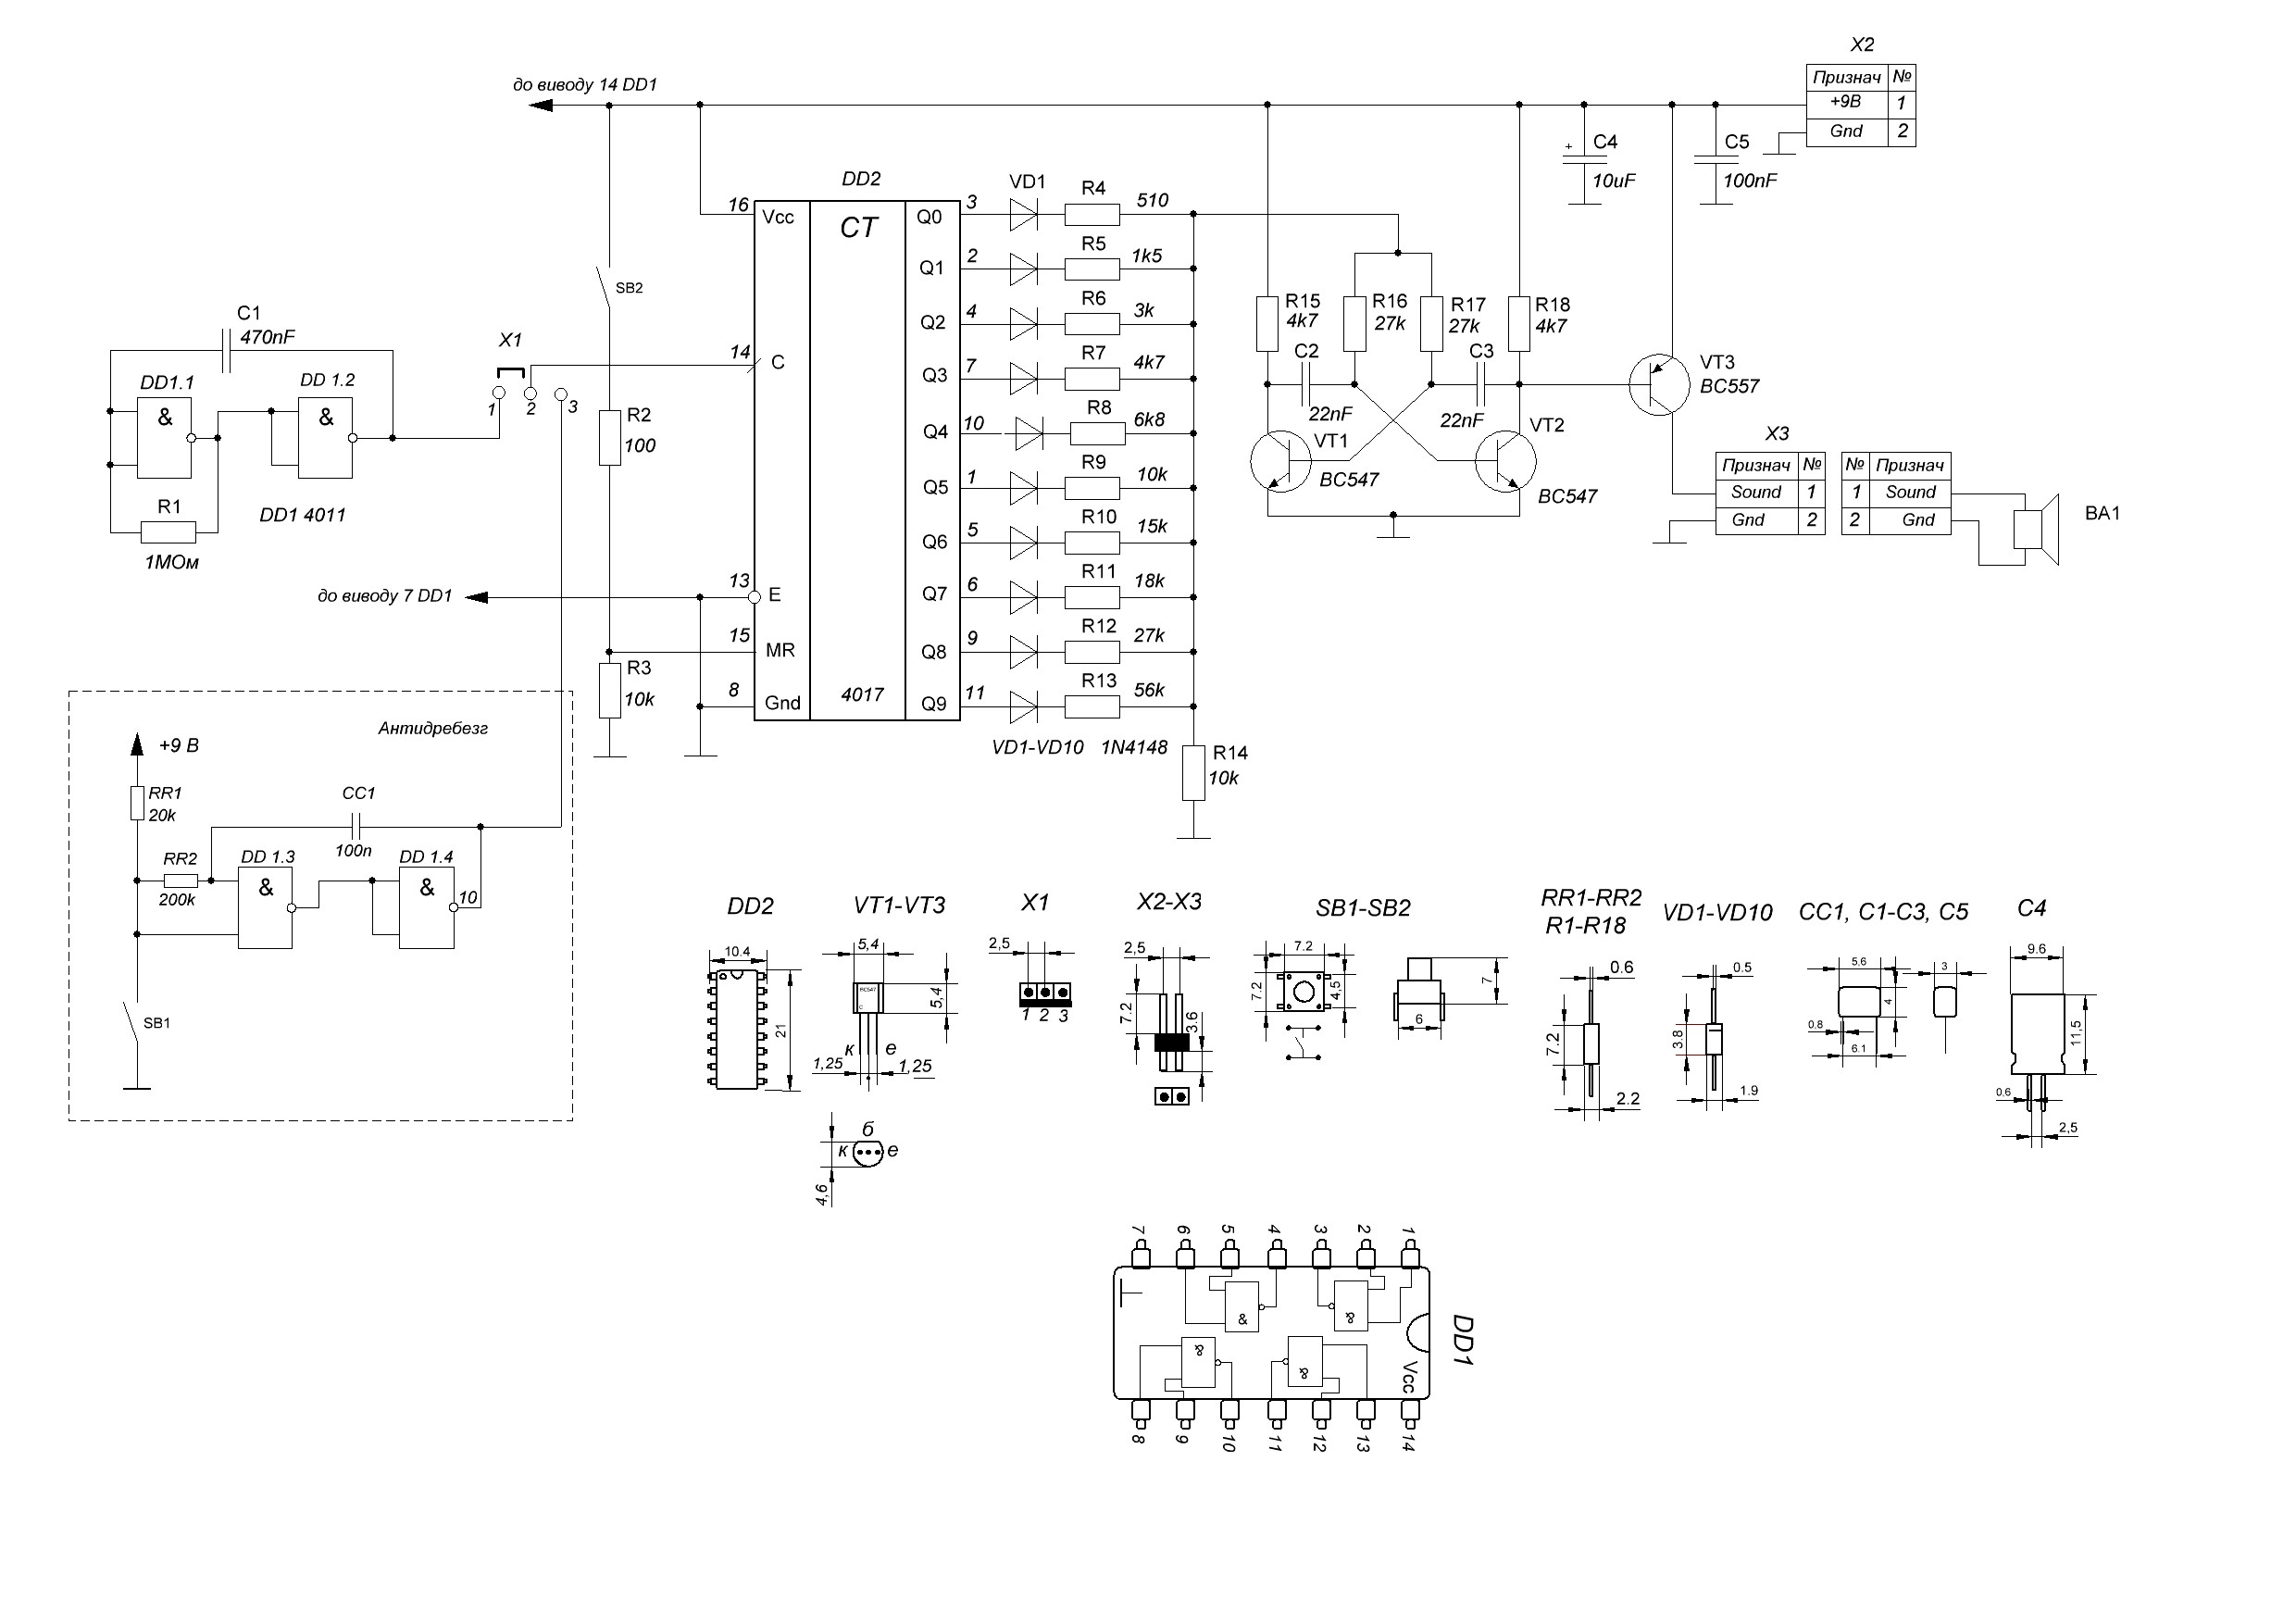 X2
до виводу 14 DD1
Признач №
+9В 1
Gnd 2
C4
+
10uF
C5
100nF
DD2
16 Vcc
CT
14 C
13 E
15 MR
8 Gnd
4017
Q0 3 VD1 R4 510
Q1 2 R5 1k5
Q2 4 R6 3k
Q3 7 R7 4k7
Q4 10 R8 6k8
Q5 1 R9 10k
Q6 5 R10 15k
Q7 6 R11 18k
Q8 9 R12 27k
Q9 11 R13 56k
VD1-VD10 1N4148
R14
10k
SB2
C1
470nF
X1
1 2 3
DD1.1
&
DD 1.2
&
R1
1МОм
DD1 4011
R2
100
до виводу 7 DD1
R3
10k
R15
4k7
R16
27k
R17
27k
R18
4k7
C2
22nF
C3
22nF
VT1
BC547
VT2
BC547
VT3
BC557
X3
Признач № № Признач
Sound 1 1 Sound
Gnd 2 2 Gnd
BA1
Антидребезг
+9 В
RR1
20k
CC1
100n
RR2
200k
DD 1.3
&
DD 1.4
&
10
SB1
DD2
10.4
21
VT1-VT3
5,4
BC547
C
5,4
к е
1,25 1,25
б
к е
4,6
X1
2,5
1 2 3
X2-X3
2,5
7.2
3.6
SB1-SB2
7.2
7.2
4,5
7
6
RR1-RR2
R1-R18
0.6
7.2
2.2
VD1-VD10
0.5
3.8
1.9
CC1, C1-C3, C5
5.6
3
4
0,8
6.1
C4
9.6
11,5
0,6
2,5
7 6 5 4 3 2 1
& & & &
DD1
Vcc
8 9 10 11 12 13 14